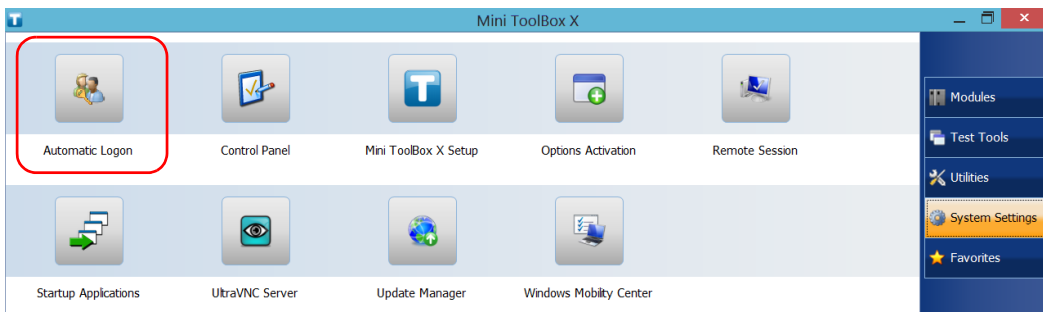 Mini ToolBox X
Automatic Logon
Control Panel
Mini ToolBox X Setup
Options Activation
Remote Session
Startup Applications
UltraVNC Server
Update Manager
Windows Mobility Center
Modules
Test Tools
Utilities
System Settings
Favorites